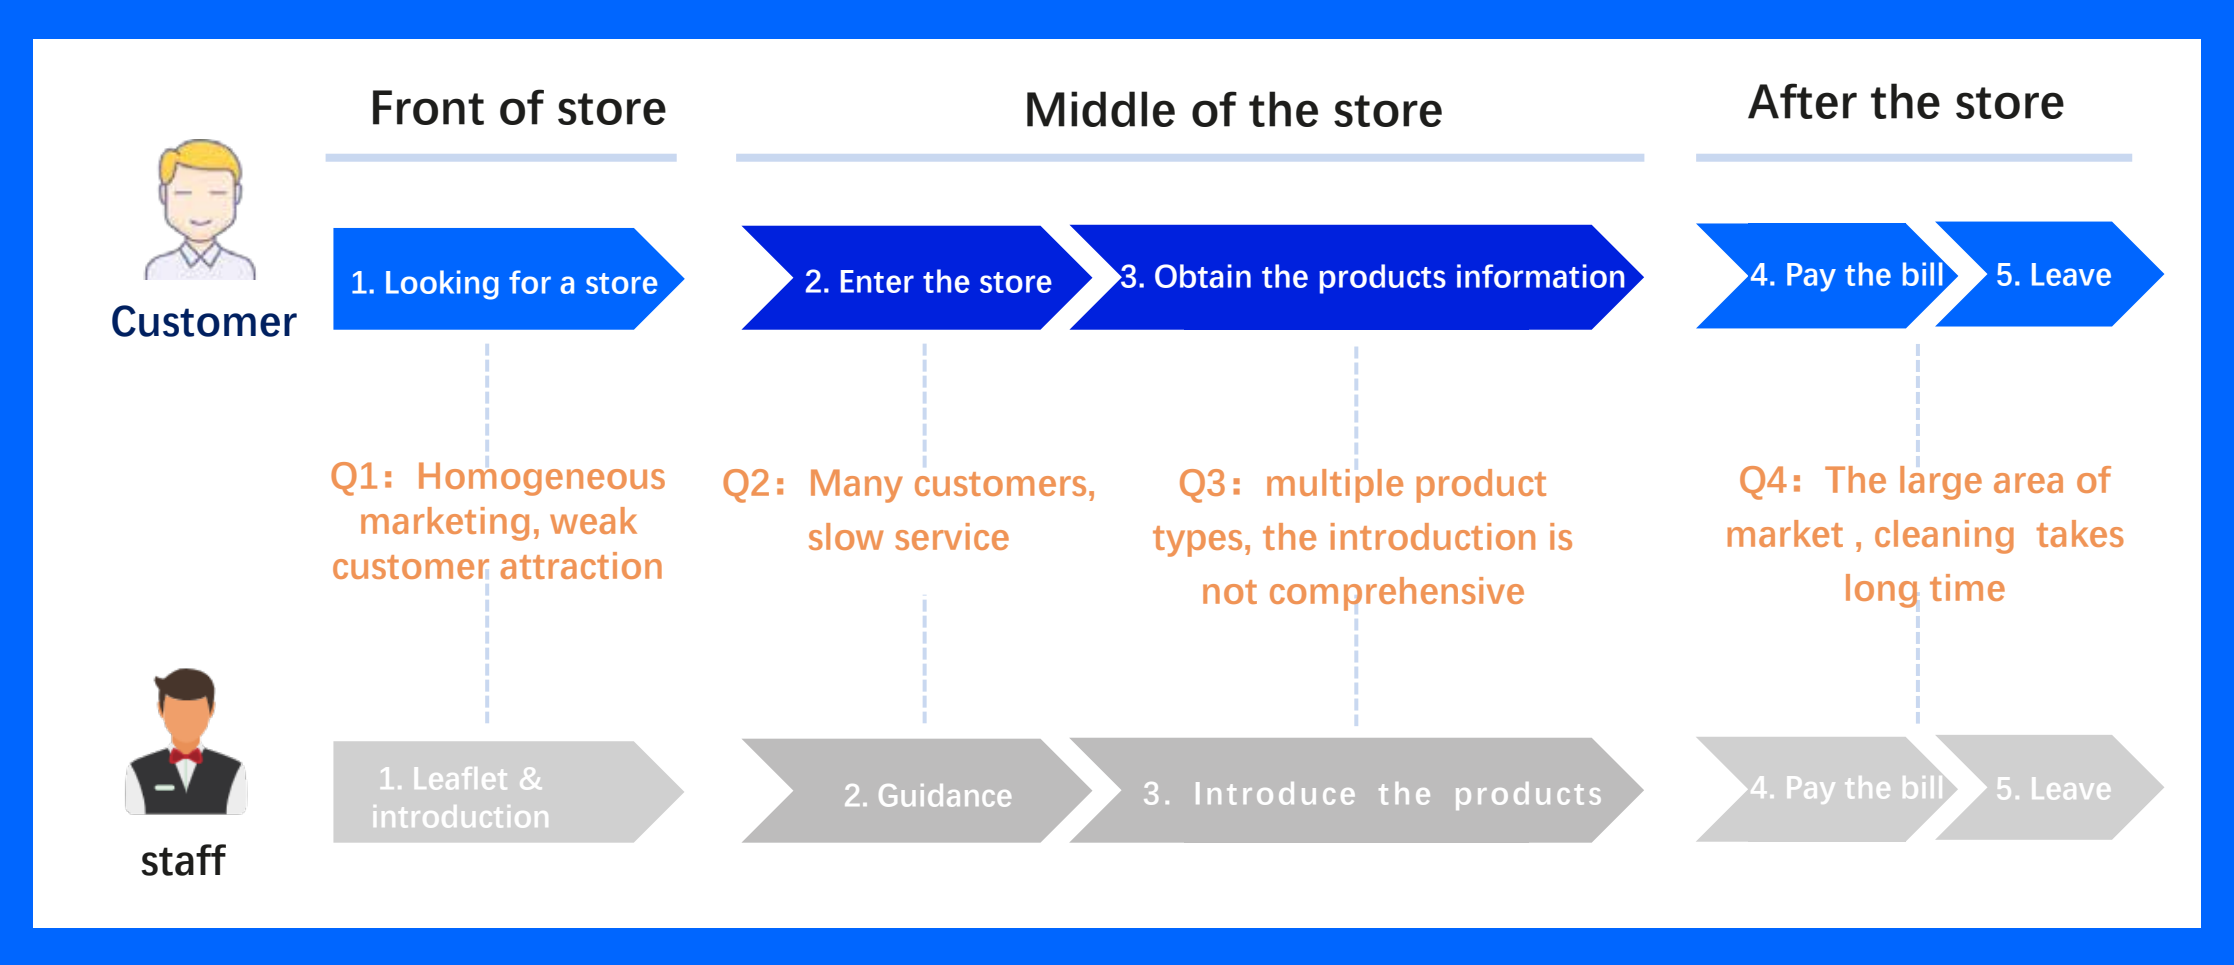 Front of store
Middle of the store
After the store
Customer
1. Looking for a store
2. Enter the store
3. Obtain the products information
4. Pay the bill
5. Leave
Q1： Homogeneous
marketing, weak
customer attraction
Q2： Many customers,
slow service
Q3： multiple product
types, the introduction is
not comprehensive
Q4： The large area of
market , cleaning takes
long time
staff
1. Leaflet &
introduction
2. Guidance
3. Introduce the products
4. Pay the bill
5. Leave